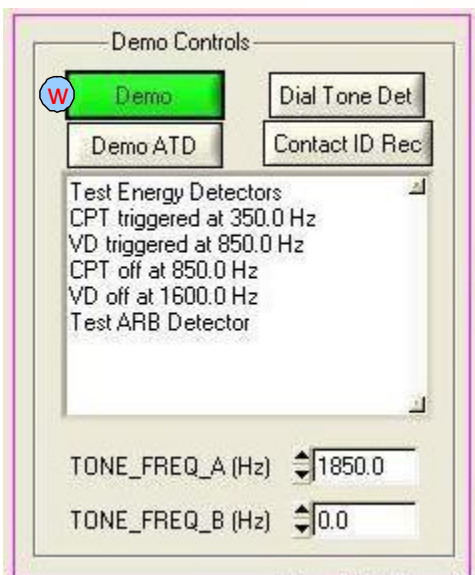 Demo Controls
W
Demo
Dial Tone Det
Demo ATD
Contact ID Rec
Test Energy Detectors
CPT triggered at 350.0 Hz
VD triggered at 850.0 Hz
CPT off at 850.0 Hz
VD off at 1600.0 Hz
Test ARB Detector
TONE_FREQ_A (Hz) 1850.0
TONE_FREQ_B (Hz) 0.0